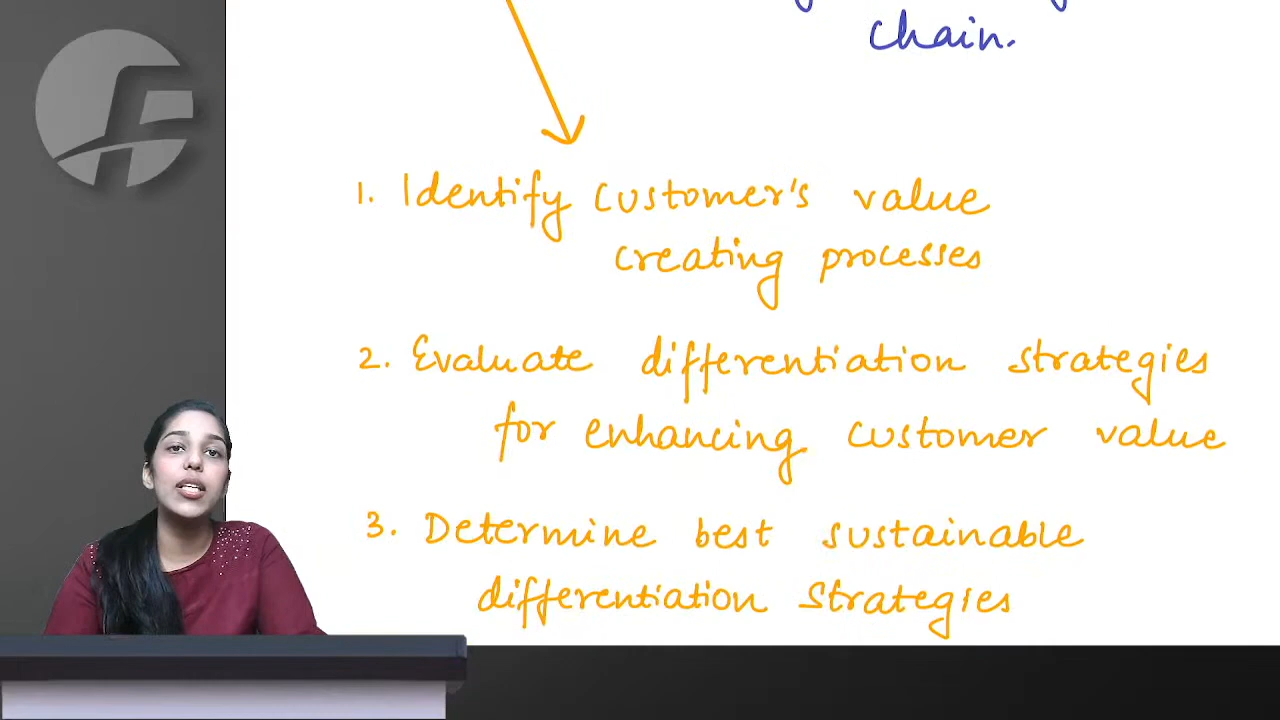 chain.
1. Identify customer's value
creating processes
2. Evaluate differentiation strategies
for enhancing customer value
3. Determine best sustainable
differentiation strategies